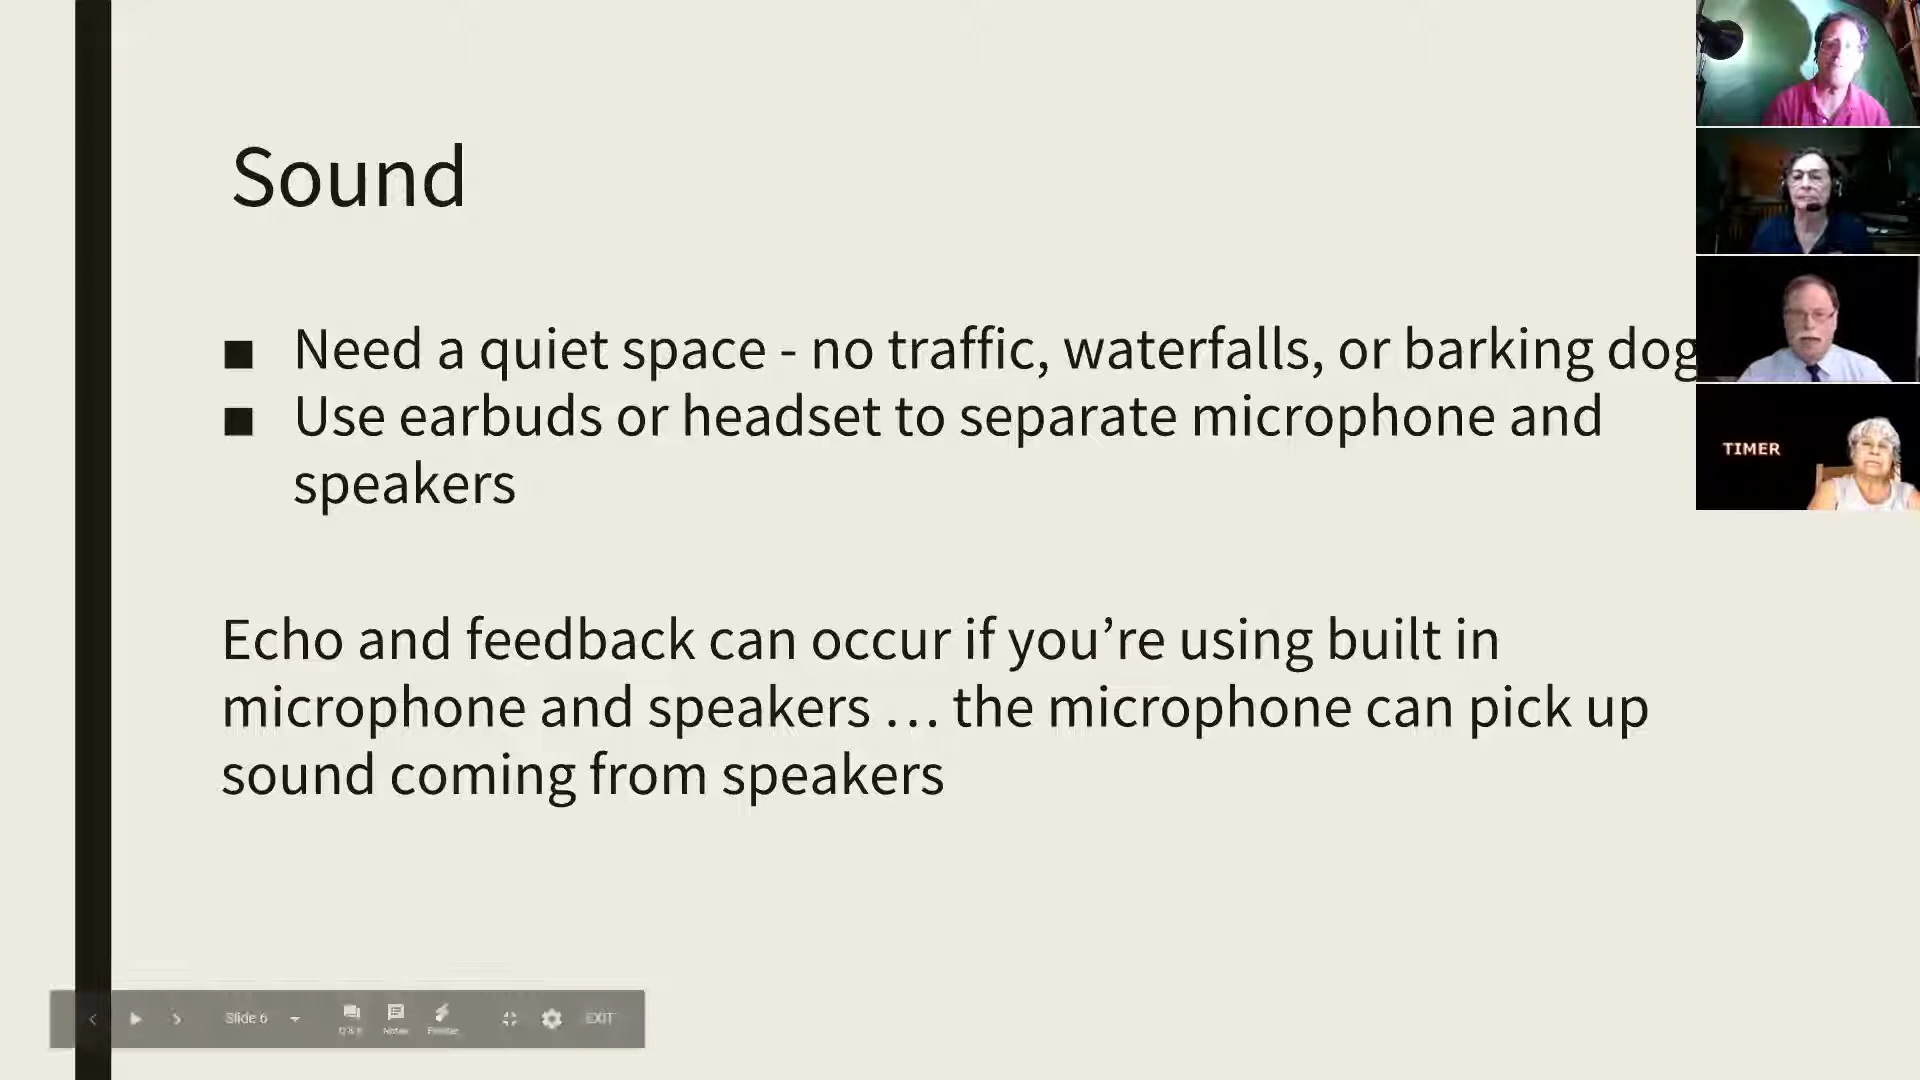 Sound
■ Need a quiet space - no traffic, waterfalls, or barking dog
■ Use earbuds or headset to separate microphone and
speakers
Echo and feedback can occur if you’re using built in
microphone and speakers … the microphone can pick up
sound coming from speakers
TIMER
Slide 6
Q & A
Notes
Pointer
EXIT